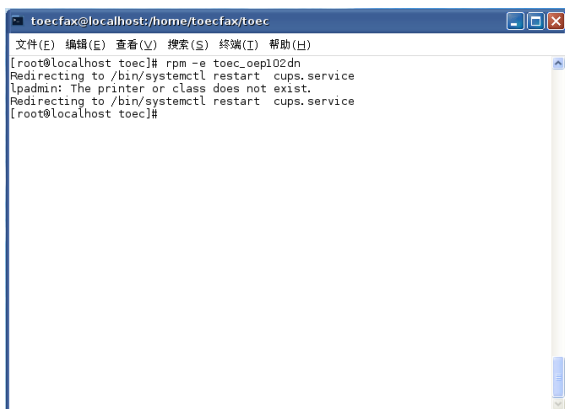 toecfax@localhost:/home/toecfax/toec
文件(F) 编辑(E) 查看(V) 搜索(S) 终端(T) 帮助(H)
[root@localhost toec]# rpm -e toec_oep102dn
Redirecting to /bin/systemctl restart  cups.service
lpadmin: The printer or class does not exist.
Redirecting to /bin/systemctl restart  cups.service
[root@localhost toec]#